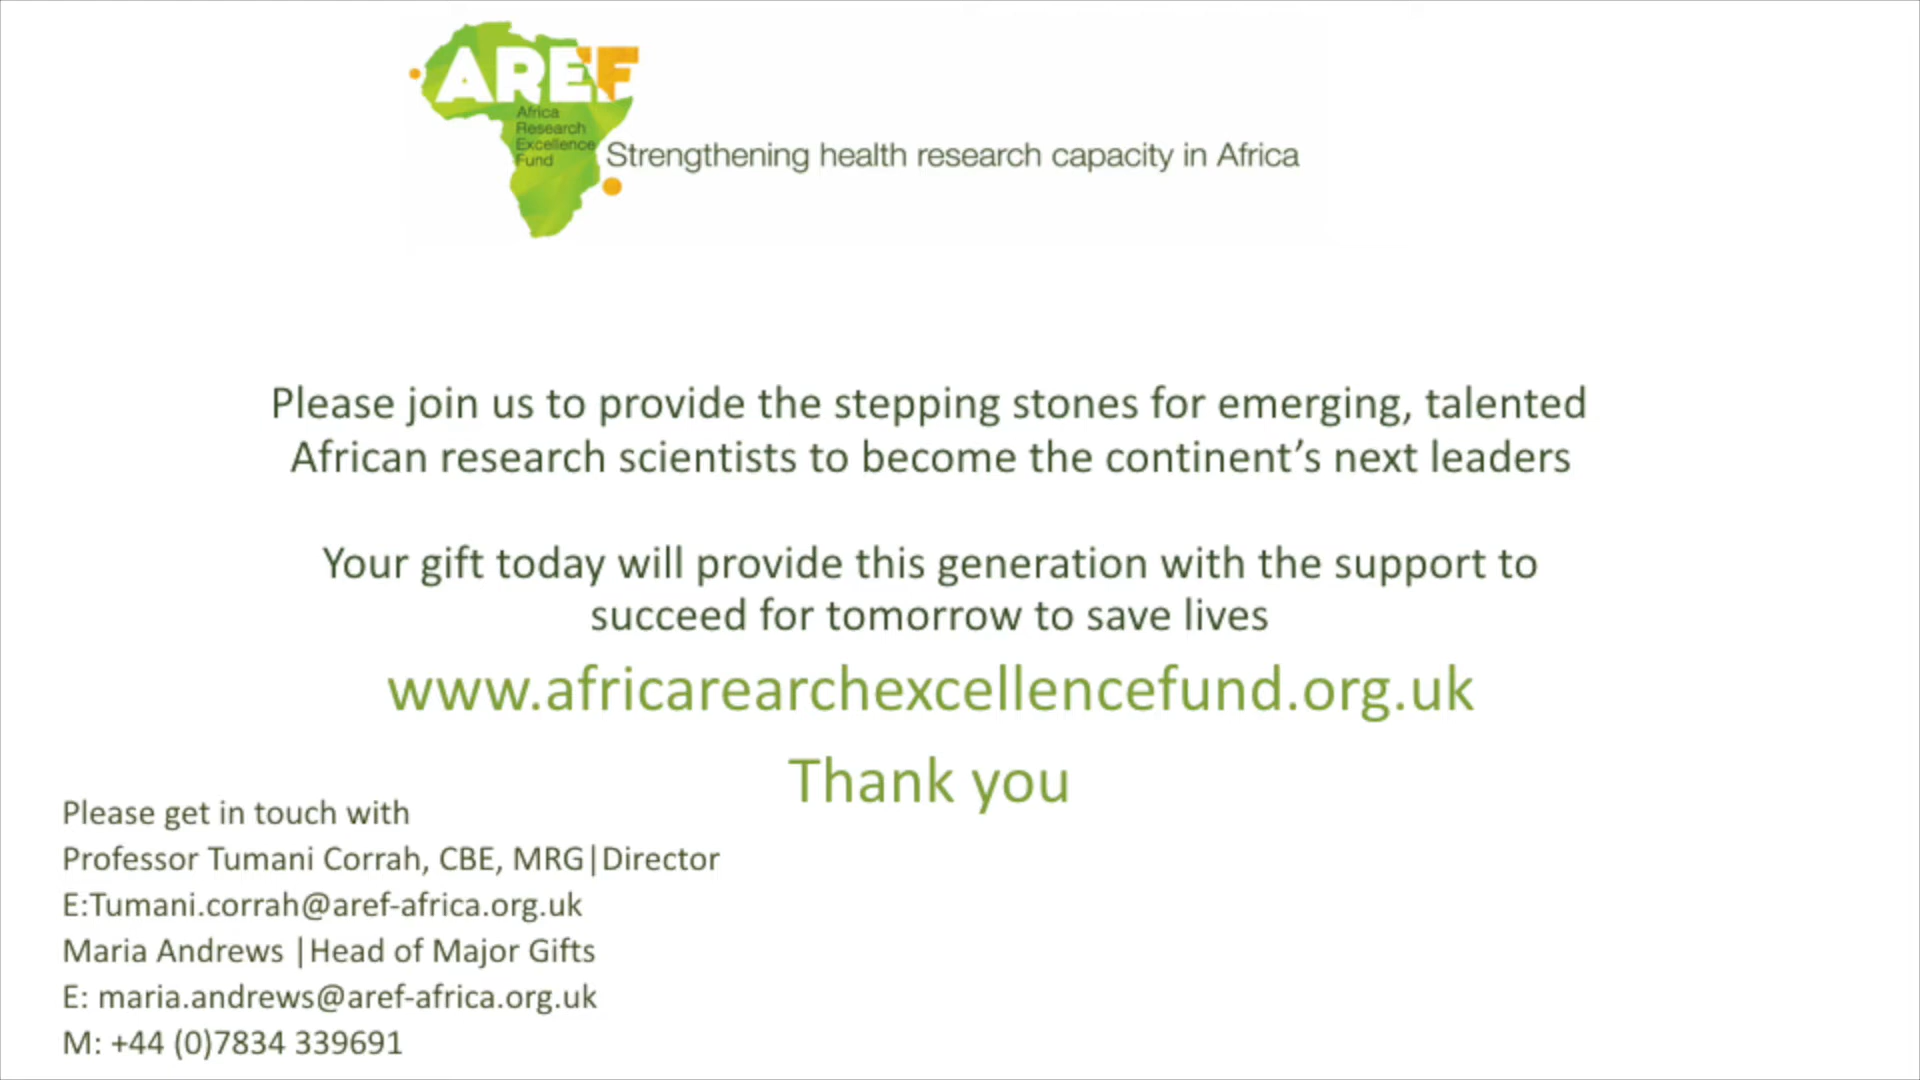 AREF
Africa
Research
Excellence
Fund
Strengthening health research capacity in Africa
Please join us to provide the stepping stones for emerging, talented
African research scientists to become the continent’s next leaders
Your gift today will provide this generation with the support to
succeed for tomorrow to save lives
www.africarearchexcellencefund.org.uk
Thank you
Please get in touch with
Professor Tumani Corrah, CBE, MRG|Director
E:Tumani.corrah@aref-africa.org.uk
Maria Andrews |Head of Major Gifts
E: maria.andrews@aref-africa.org.uk
M: +44 (0)7834 339691